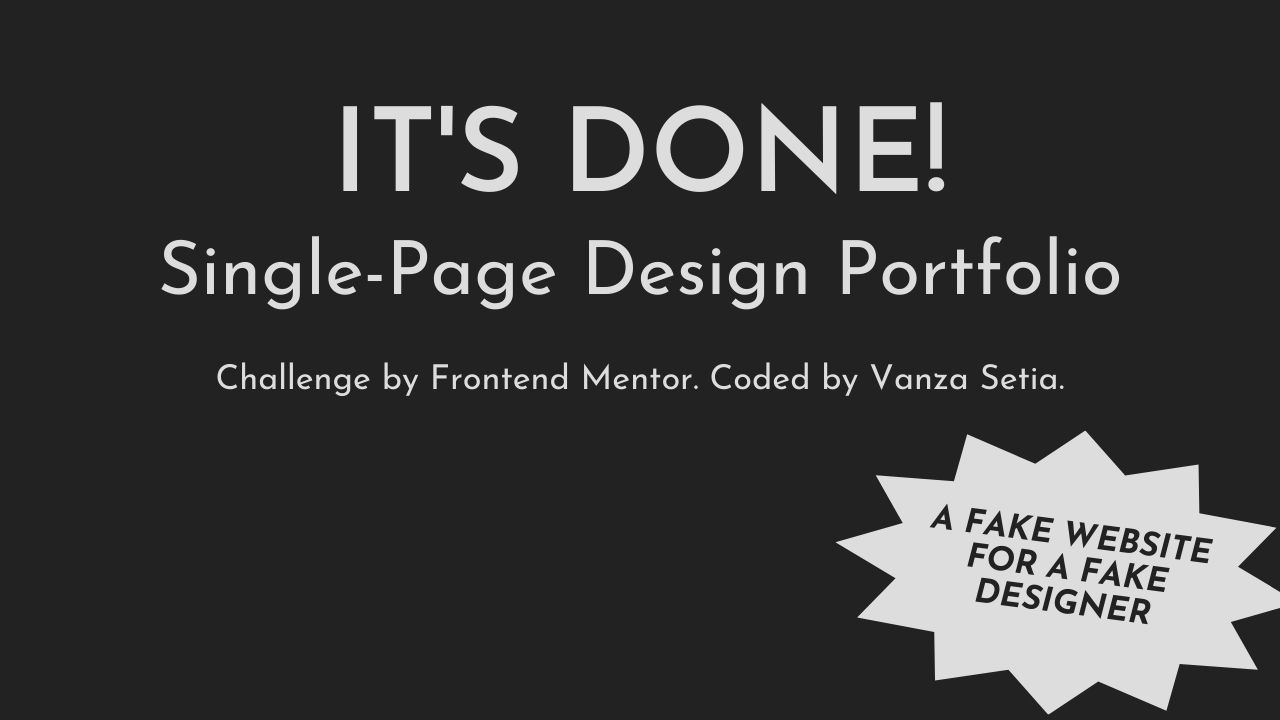 IT'S DONE!
Single-Page Design Portfolio
Challenge by Frontend Mentor. Coded by Vanza Setia.
A FAKE WEBSITE
FOR A FAKE
DESIGNER